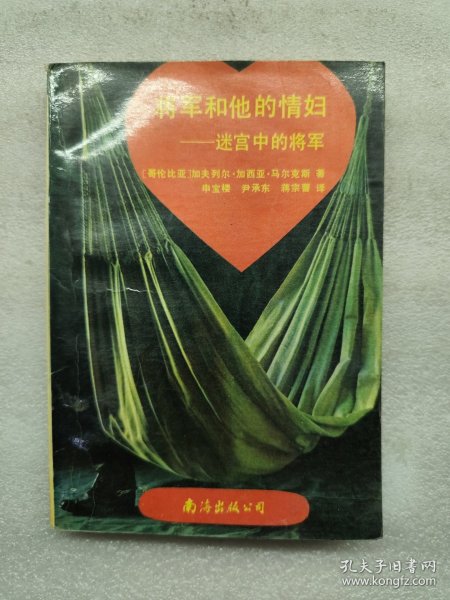 将军和他的情妇
——迷宫中的将军
[哥伦比亚]加夫列尔·加西亚·马尔克斯 著
申宝楼 尹承东 蒋宗曹 译
南海出版公司
孔夫子旧书网
www.kongfz.com